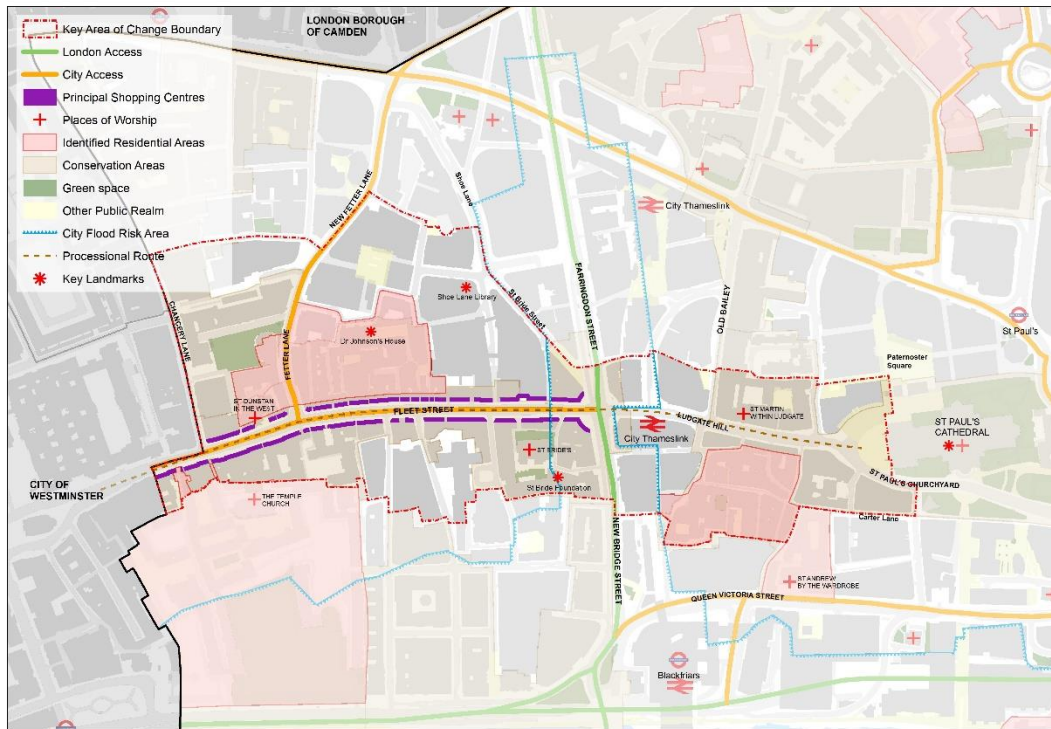 LONDON BOROUGH
OF CAMDEN
Key Area of Change Boundary
London Access
City Access
Principal Shopping Centres
Places of Worship
Identified Residential Areas
Conservation Areas
Green space
Other Public Realm
City Flood Risk Area
Processional Route
Key Landmarks
NEW FETTER LANE
Shoe Lane
City Thameslink
CHANCERY LANE
FETTER LANE
Shoe Lane Library
St Bride Street
FARRINGDON STREET
OLD BAILEY
St Paul's
Dr Johnson's House
Paternoster
Square
ST DUNSTAN
IN THE WEST
FLEET STREET
LUDGATE HILL
ST MARTIN
WITHIN LUDGATE
City Thameslink
ST PAUL'S
CATHEDRAL
ST BRIDE'S
St Bride Foundation
ST PAUL'S CHURCHYARD
CITY OF
WESTMINSTER
THE TEMPLE
CHURCH
Carter Lane
NEW BRIDGE STREET
ST ANDREW
BY THE WARDROBE
QUEEN VICTORIA STREET
Blackfriars